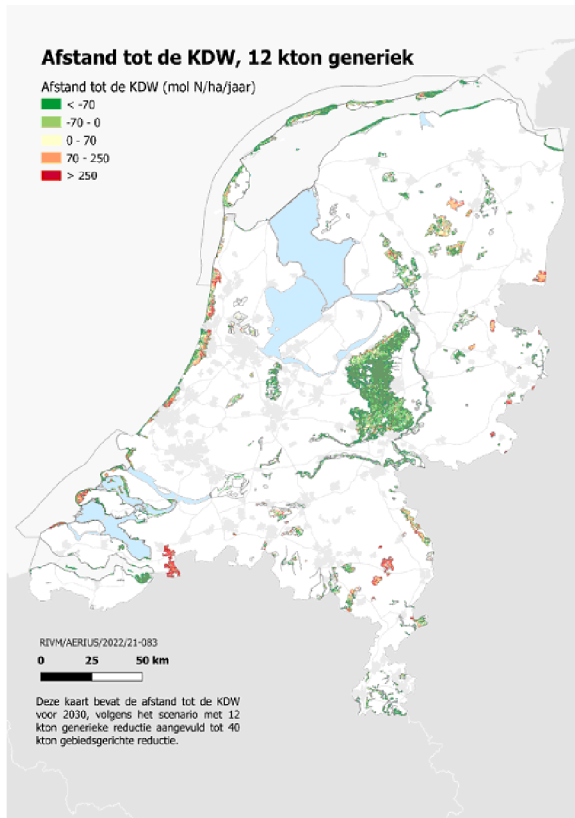 Afstand tot de KDW, 12 kton generiek
Afstand tot de KDW (mol N/ha/jaar)
< -70
-70 - 0
0 - 70
70 - 250
> 250
RIVM/AERIUS/2022/21-083
0 25 50 km
Deze kaart bevat de afstand tot de KDW
voor 2030, volgens het scenario met 12
kton generieke reductie aangevuld tot 40
kton gebiedsgerichte reductie.